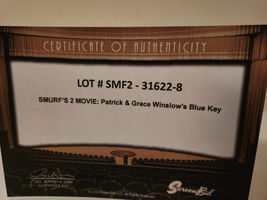 CERTIFICATE OF AUTHENTICITY
LOT # SMF2 - 31622-8
SMURF'S 2 MOVIE: Patrick & Grace Winslow's Blue Key
ScreenBid